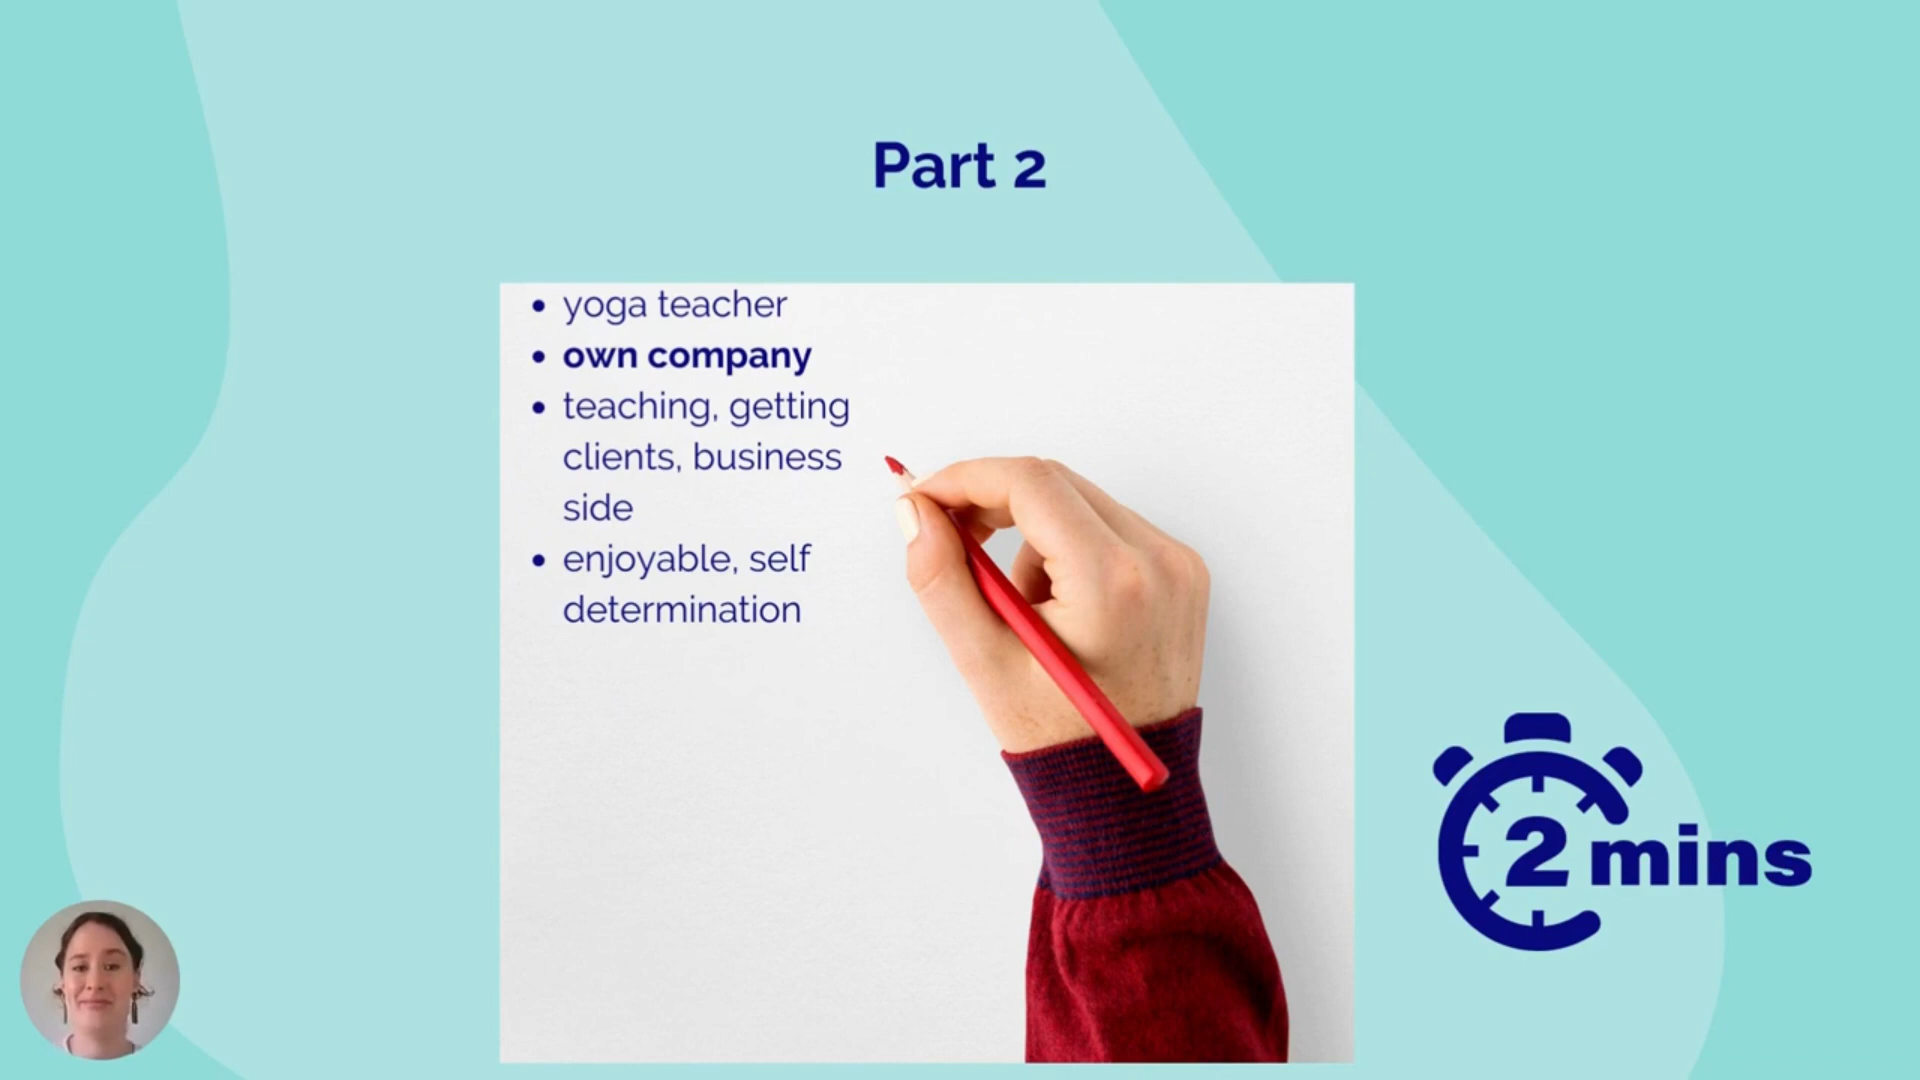 Part 2
• yoga teacher
• own company
• teaching, getting
clients, business
side
• enjoyable, self
determination
2 mins